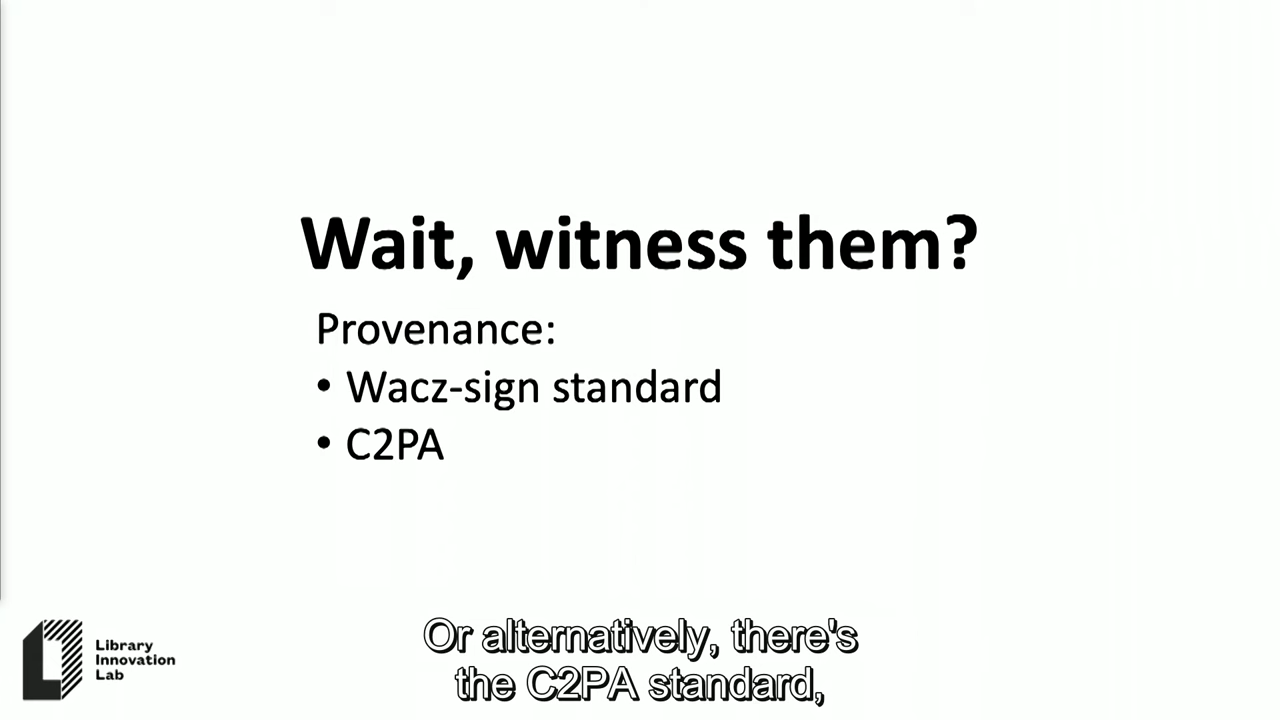 Wait, witness them?
Provenance:
• Wacz-sign standard
• C2PA
Library
Innovation
Lab
Or alternatively, there's
the C2PA standard,